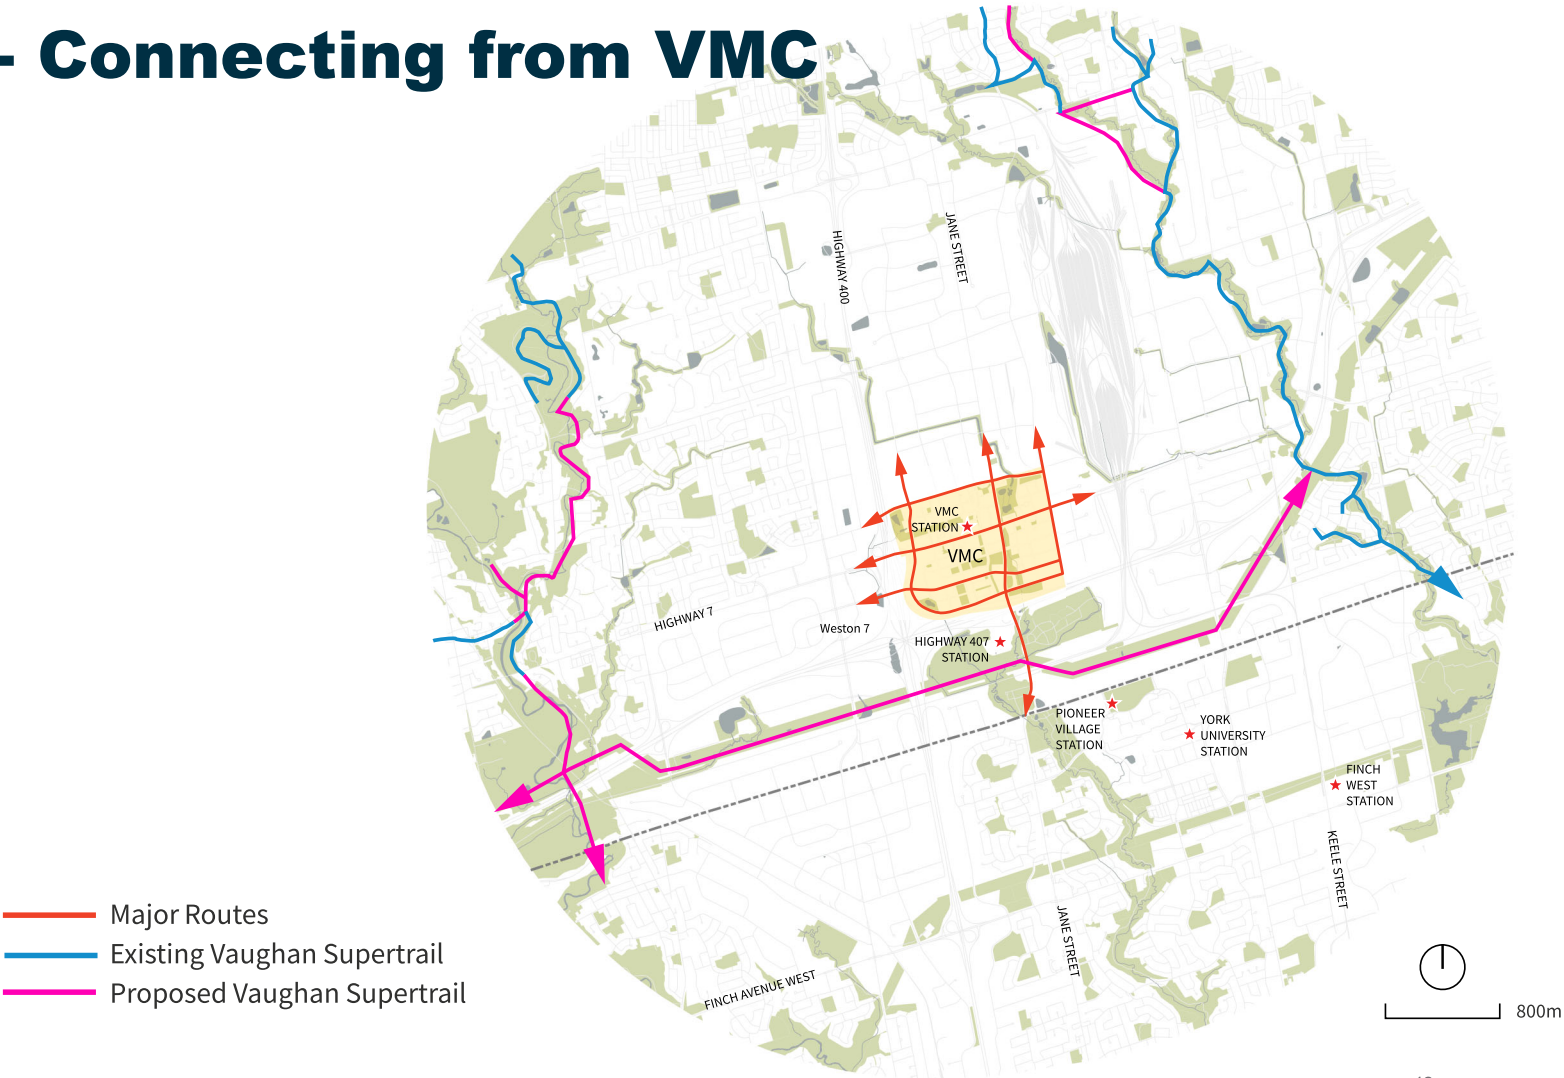 - Connecting from VMC
HIGHWAY 400
JANE STREET
VMC
STATION
VMC
HIGHWAY 7
Weston 7
HIGHWAY 407
STATION
PIONEER
VILLAGE
STATION
YORK
UNIVERSITY
STATION
FINCH
WEST
STATION
KEELE STREET
JANE STREET
FINCH AVENUE WEST
Major Routes
Existing Vaughan Supertrail
Proposed Vaughan Supertrail
800m